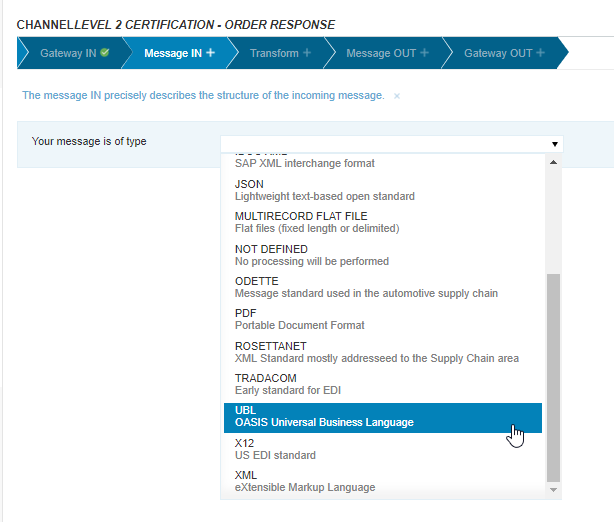 CHANNELLEVEL 2 CERTIFICATION - ORDER RESPONSE
Gateway IN
Message IN +
Transform +
Message OUT +
Gateway OUT +
The message IN precisely describes the structure of the incoming message. ×
Your message is of type
SAP XML interchange format
JSON
Lightweight text-based open standard
MULTIRECORD FLAT FILE
Flat files (fixed length or delimited)
NOT DEFINED
No processing will be performed
ODETTE
Message standard used in the automotive supply chain
PDF
Portable Document Format
ROSETTANET
XML Standard mostly addresseed to the Supply Chain area
TRADACOM
Early standard for EDI
UBL
OASIS Universal Business Language
X12
US EDI standard
XML
eXtensible Markup Language